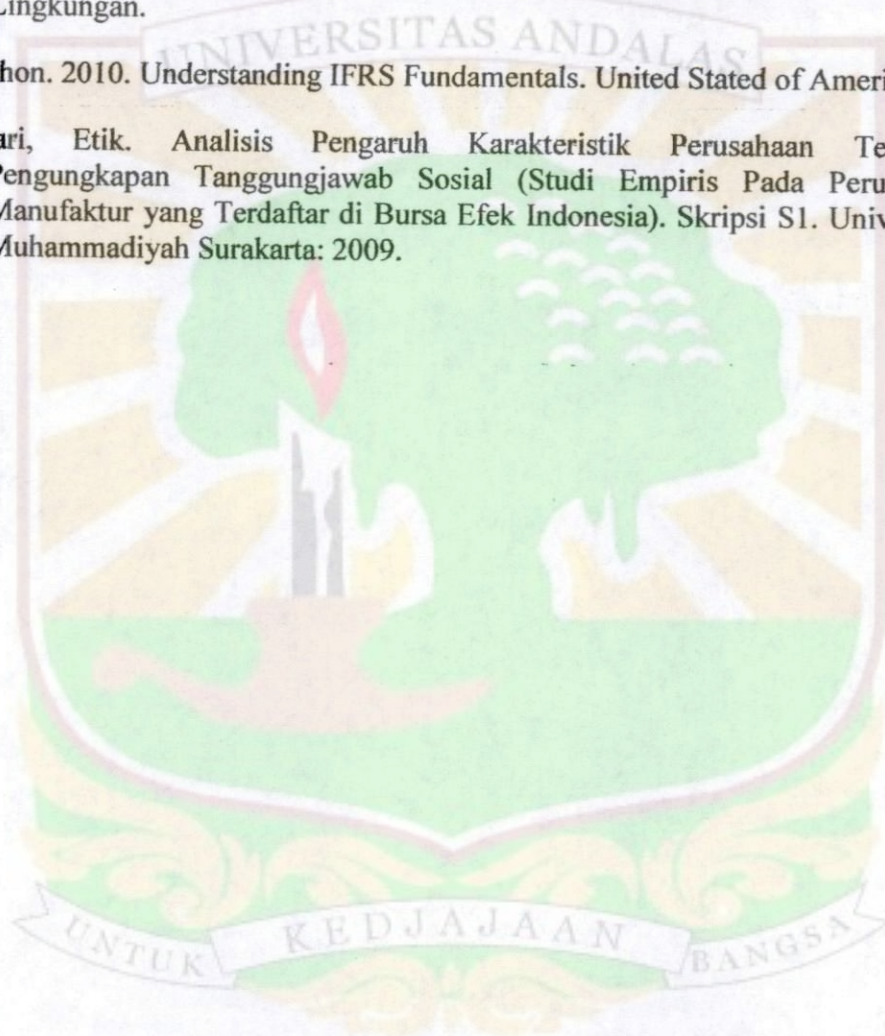 Lingkungan.
UNIVERSITAS ANDALAS
hon. 2010. Understanding IFRS Fundamentals. United Stated of Ameri
ari, Etik. Analisis Pengaruh Karakteristik Perusahaan Te
Pengungkapan Tanggungjawab Sosial (Studi Empiris Pada Peru
Manufaktur yang Terdaftar di Bursa Efek Indonesia). Skripsi S1. Univ
Muhammadiyah Surakarta: 2009.
UNTUK KEDJAJAAN BANGSA